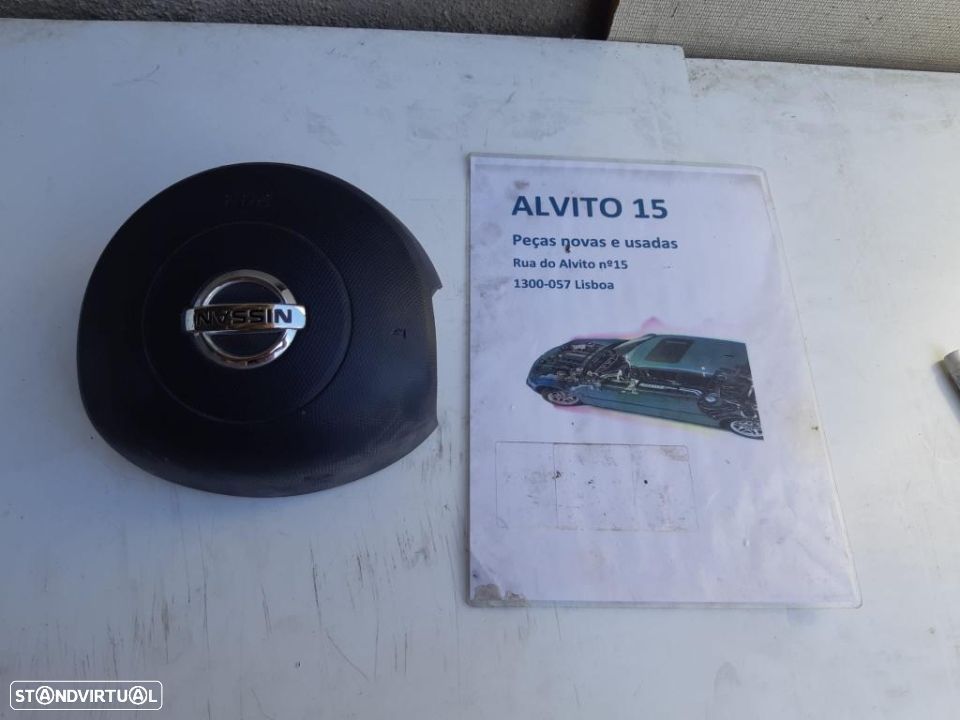 NISSAN
ALVITO 15
Peças novas e usadas
Rua do Alvito nº15
1300-057 Lisboa
STANDVIRTUAL